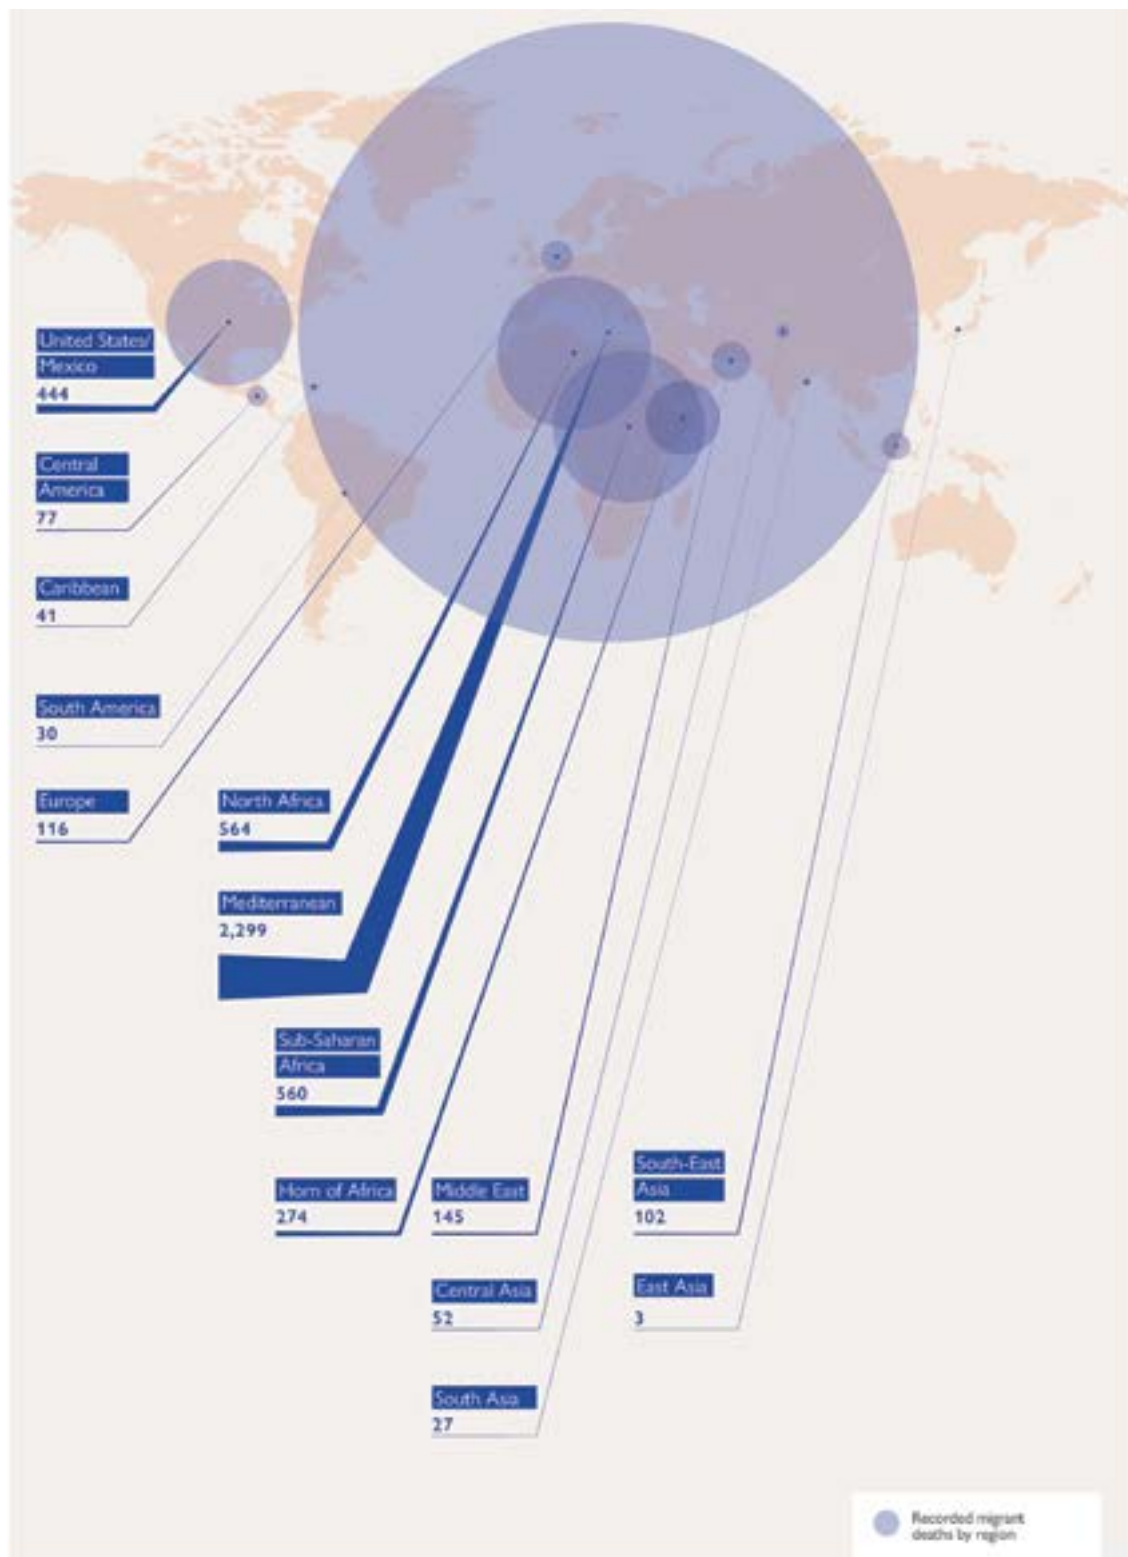 United States/
Mexico
444
Central
America
77
Caribbean
41
South America
30
Europe
116
North Africa
564
Mediterranean
2,299
Sub-Saharan
Africa
560
Horn of Africa
274
Middle East
145
Central Asia
52
South Asia
27
South-East
Asia
102
East Asia
3
Recorded migrant
deaths by region